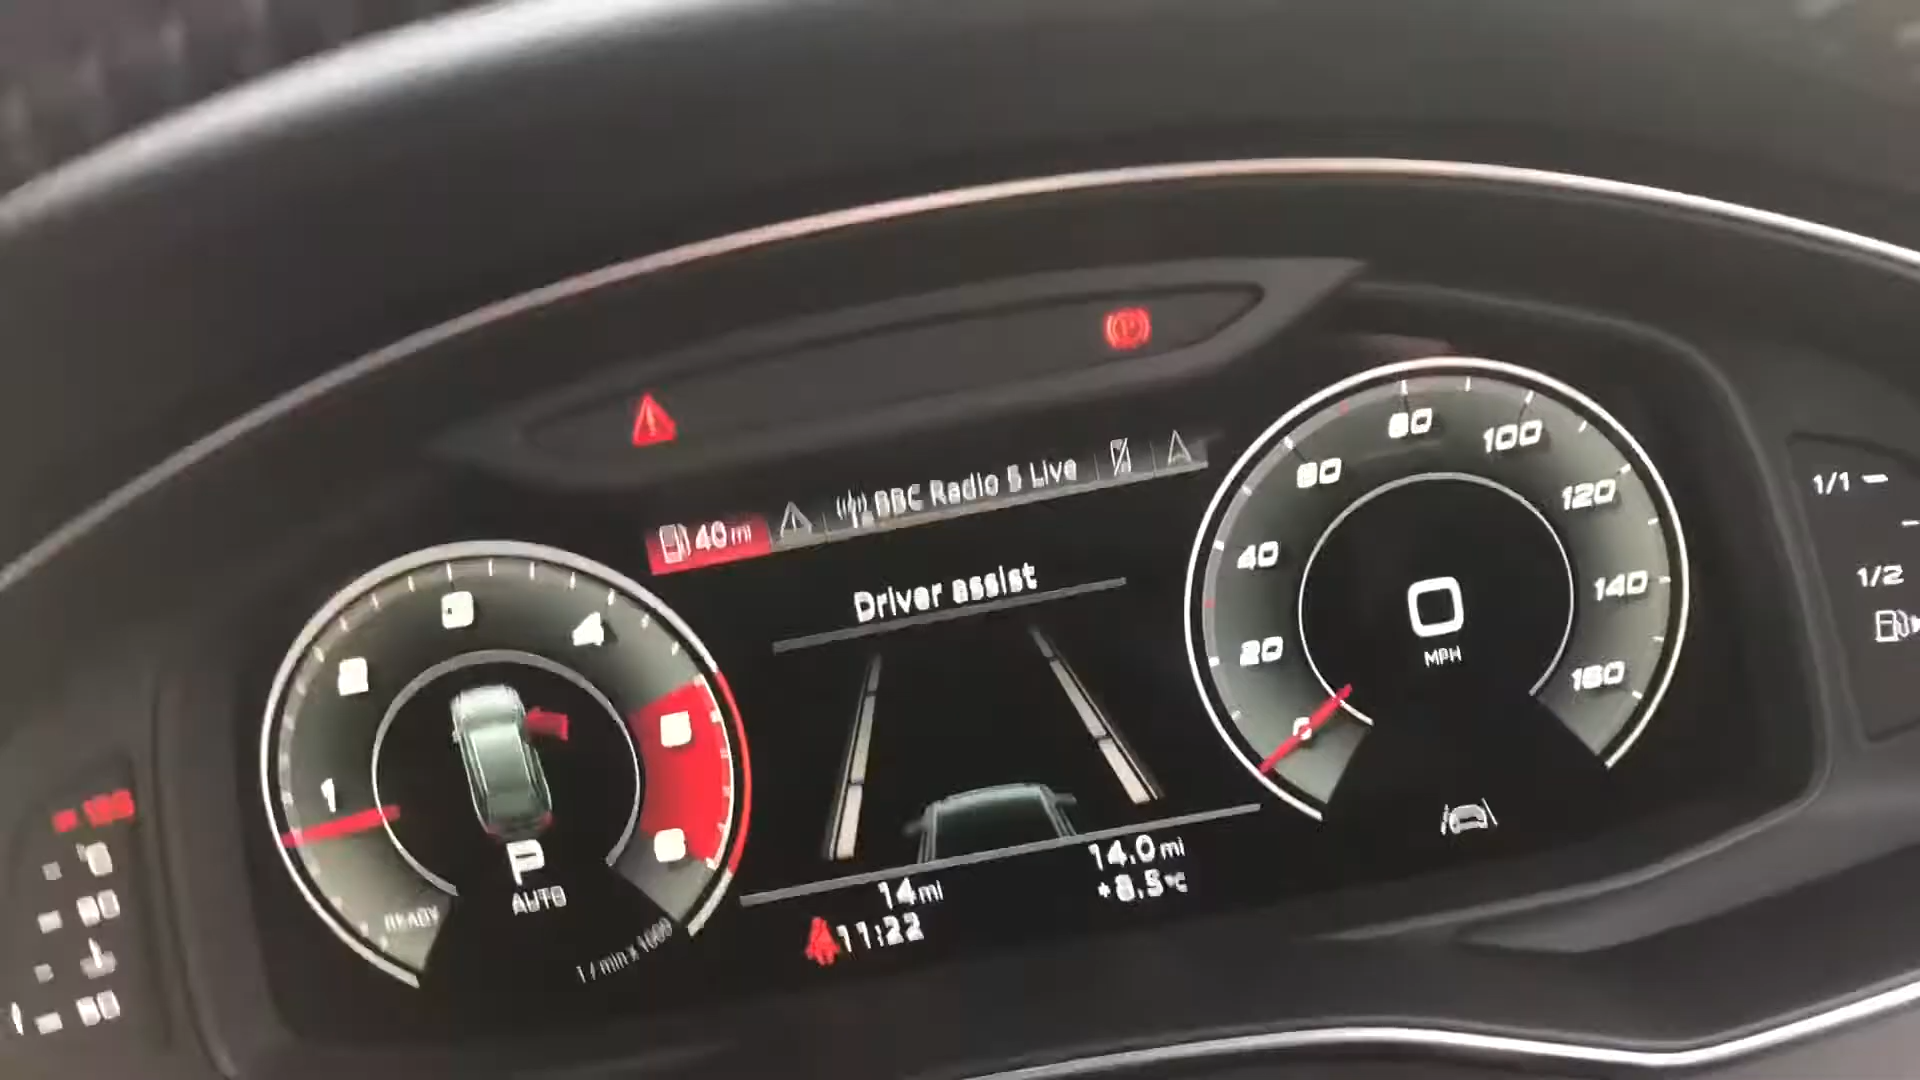 40 mi
BBC Radio 5 Live
Driver assist
14 mi
14.0 mi
+8.5°C
11:22
1
2
3
4
5
6
P
AUTO
READY
1/min x 1000
0
20
40
60
80
100
120
140
160
0
MPH
1/1
1/2